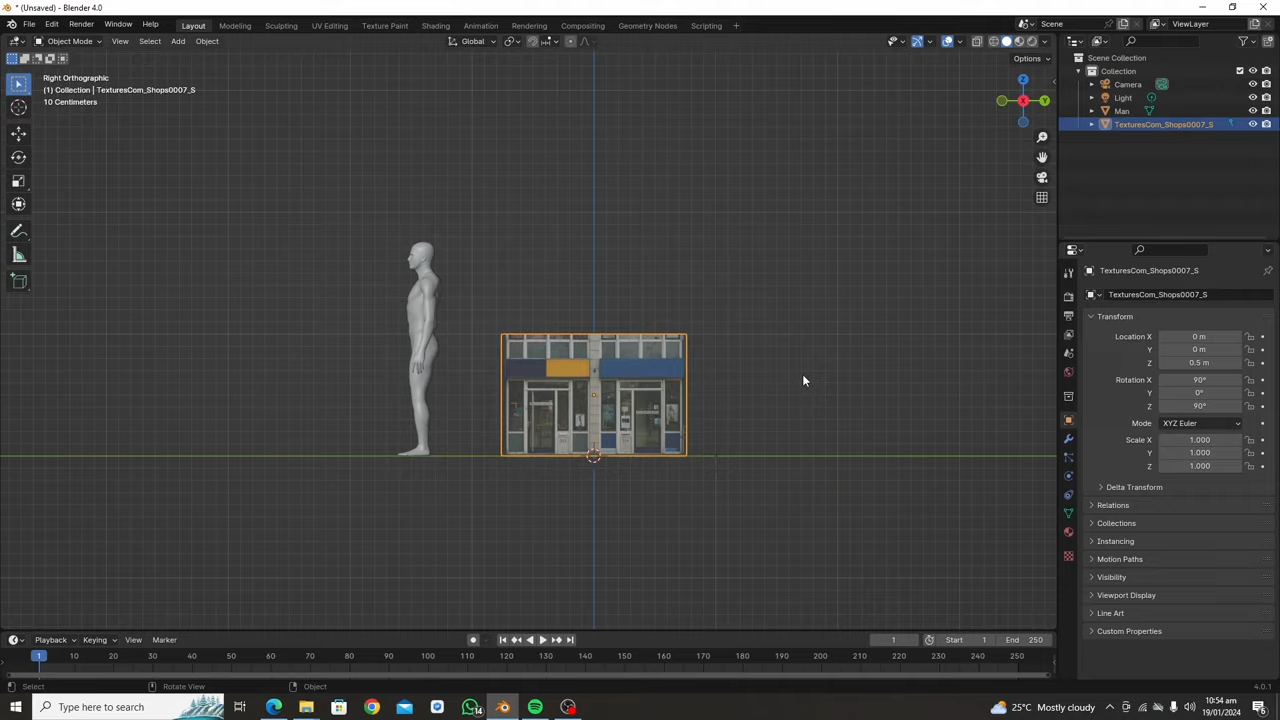 * (Unsaved) - Blender 4.0
File Edit Render Window Help Layout Modeling Sculpting UV Editing Texture Paint Shading Animation Rendering Compositing Geometry Nodes Scripting + Scene ViewLayer
Object Mode View Select Add Object Global
Options
Right Orthographic
(1) Collection | TexturesCom_Shops0007_S
10 Centimeters
Z
X
Y
Scene Collection
Collection
Camera
Light
Man
TexturesCom_Shops0007_S
TexturesCom_Shops0007_S
TexturesCom_Shops0007_S
Transform
Location X 0 m
Y 0 m
Z 0.5 m
Rotation X 90°
Y 0°
Z 90°
Mode XYZ Euler
Scale X 1.000
Y 1.000
Z 1.000
Delta Transform
Relations
Collections
Instancing
Motion Paths
Visibility
Viewport Display
Line Art
Custom Properties
Playback Keying View Marker 1 Start 1 End 250
1 10 20 30 40 50 60 70 80 90 100 110 120 130 140 150 160 170 180 190 200 210 220 230 240 250
Select Rotate View Object 4.0.1
Type here to search 25°C Mostly cloudy 10:54 am
19/01/2024